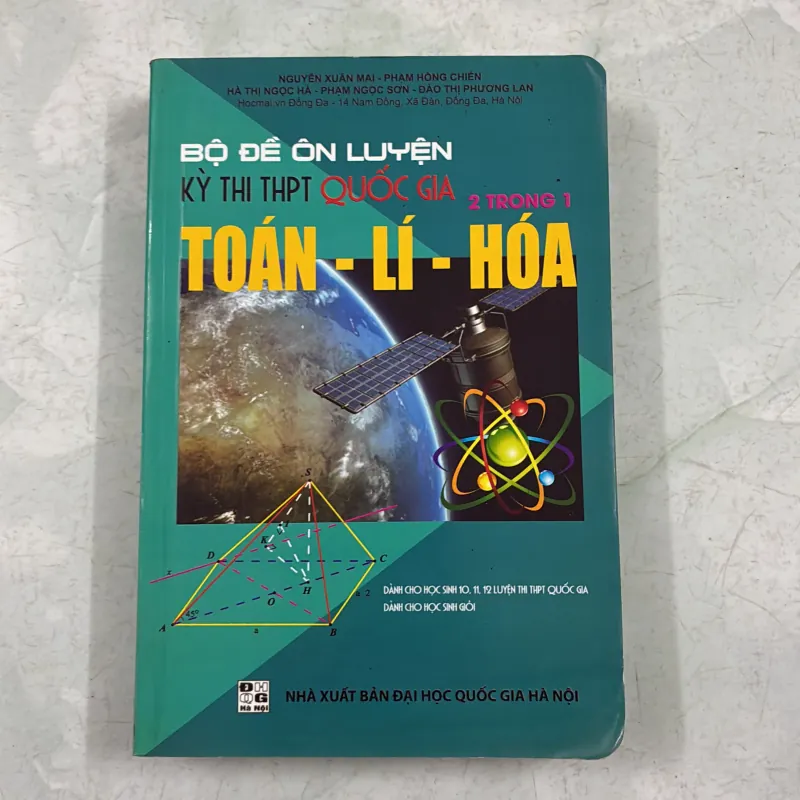 NGUYỄN XUÂN MAI - PHẠM HỒNG CHIẾN
HÀ THỊ NGỌC HÀ - PHẠM NGỌC SƠN - ĐÀO THỊ PHƯƠNG LAN
Hocmai.vn Đống Đa - 14 Nam Đồng, Xã Đàn, Đống Đa, Hà Nội
BỘ ĐỀ ÔN LUYỆN
KỲ THI THPT QUỐC GIA
2 TRONG 1
TOÁN - LÍ - HÓA
S
K
D
C
x
H
a 2
O
A
45°
a
B
DÀNH CHO HỌC SINH 10, 11, 12 LUYỆN THI THPT QUỐC GIA
DÀNH CHO HỌC SINH GIỎI
ĐH
QG
Hà Nội
NHÀ XUẤT BẢN ĐẠI HỌC QUỐC GIA HÀ NỘI